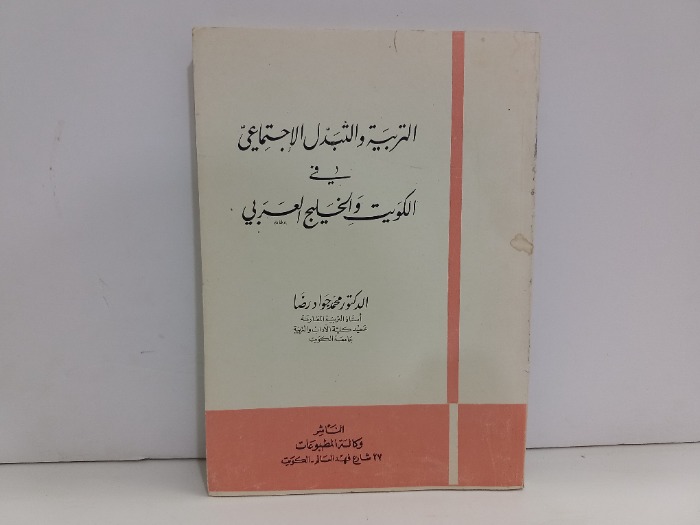 التربية والتبدل الاجتماعي
في
الكويت والخليج العربي
الدكتور محمد جواد رضا
أستاذ التربية المقارنة
عميد كلية الآداب والتربية
جامعة الكويت
الناشر
وكالة المطبوعات
٢٧ شارع فهد السالم - الكويت